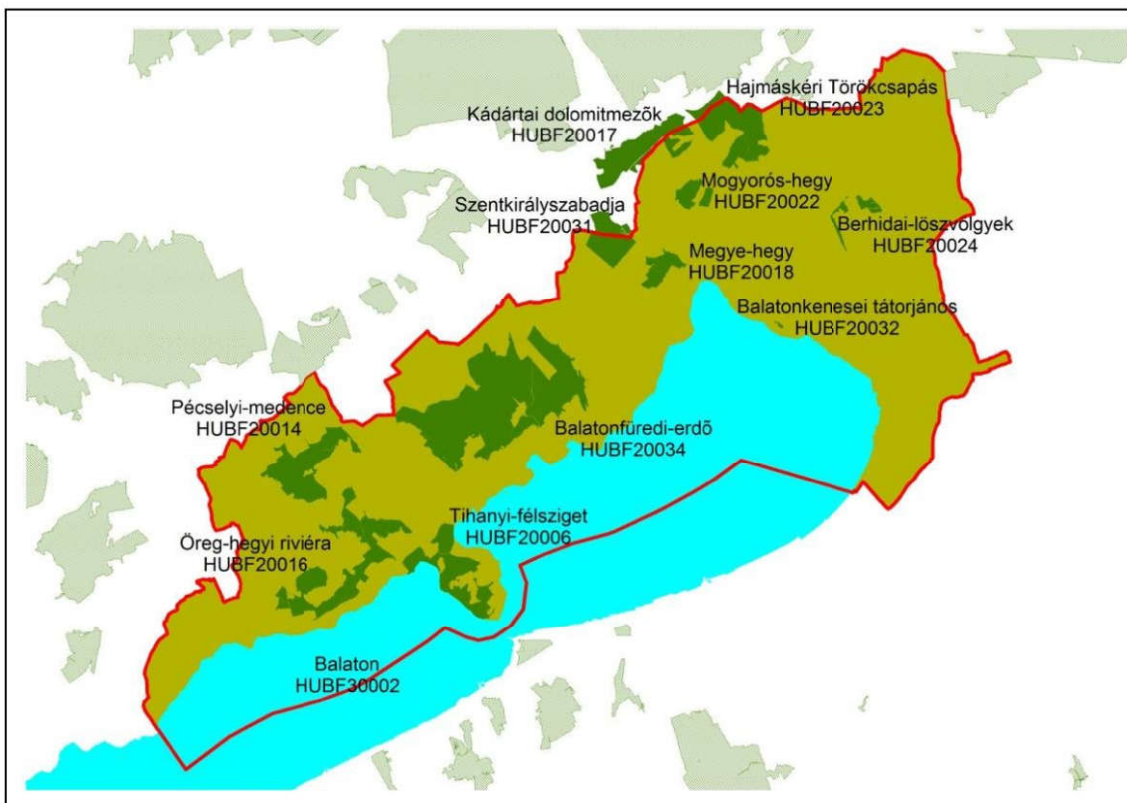 Hajmáskéri Törökcsapás
HUBF20023
Kádártai dolomitmezők
HUBF20017
Mogyorós-hegy
HUBF20022
Szentkirályszabadja
HUBF20031
Berhidai-löszvölgyek
HUBF20024
Megye-hegy
HUBF20018
Balatonkenesei tátorjános
HUBF20032
Pécselyi-medence
HUBF20014
Balatonfüredi-erdő
HUBF20034
Tihanyi-félsziget
HUBF20006
Öreg-hegyi riviéra
HUBF20016
Balaton
HUBF30002